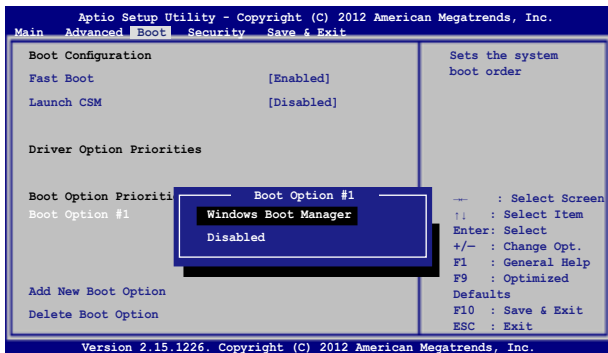 Aptio Setup Utility - Copyright (C) 2012 American Megatrends, Inc.
Main Advanced Boot Security Save & Exit
Boot Configuration
Fast Boot [Enabled]
Launch CSM [Disabled]
Driver Option Priorities
Boot Option Prioriti
Boot Option #1
Add New Boot Option
Delete Boot Option
Boot Option #1
Windows Boot Manager
Disabled
Sets the system
boot order
→← : Select Screen
↑↓ : Select Item
Enter: Select
+/— : Change Opt.
F1 : General Help
F9 : Optimized
Defaults
F10 : Save & Exit
ESC : Exit
Version 2.15.1226. Copyright (C) 2012 American Megatrends, Inc.